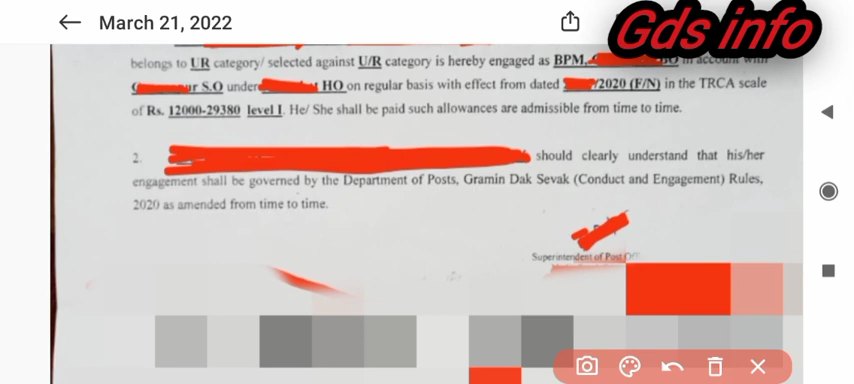 March 21, 2022
Gds info
belongs to UR category/ selected against U/R category is hereby engaged as BPM, in account with
ur S.O under HO on regular basis with effect from dated /2020 (F/N) in the TRCA scale
of Rs. 12000-29380 level I. He/ She shall be paid such allowances are admissible from time to time.
2. should clearly understand that his/her
engagement shall be governed by the Department of Posts, Gramin Dak Sevak (Conduct and Engagement) Rules,
2020 as amended from time to time.
Superintendent of Post Off